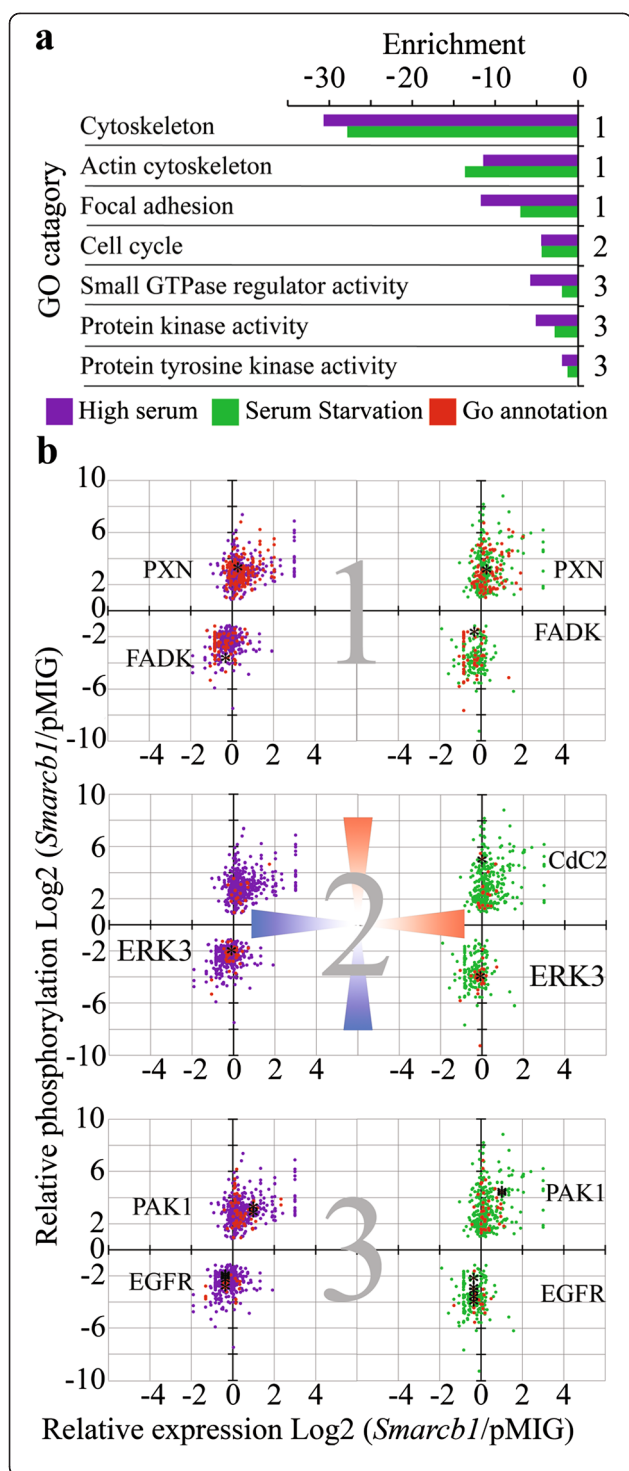 a
Enrichment
-30 -20 -10 0
GO catagory
Cytoskeleton 1
Actin cytoskeleton 1
Focal adhesion 1
Cell cycle 2
Small GTPase regulator activity 3
Protein kinase activity 3
Protein tyrosine kinase activity 3
High serum Serum Starvation Go annotation
b
Relative phosphorylation Log2 (Smarcb1/pMIG)
10
6
PXN PXN
2
0
1
-2
FADK FADK
-6
-10
-4 -2 0 2 4 -4 -2 0 2 4
10
6
CdC2
2
0
2
-2
ERK3 ERK3
-6
-10
-4 -2 0 2 4 -4 -2 0 2 4
10
6
PAK1 PAK1
2
0
3
-2
EGFR EGFR
-6
-10
-4 -2 0 2 4 -4 -2 0 2 4
Relative expression Log2 (Smarcb1/pMIG)